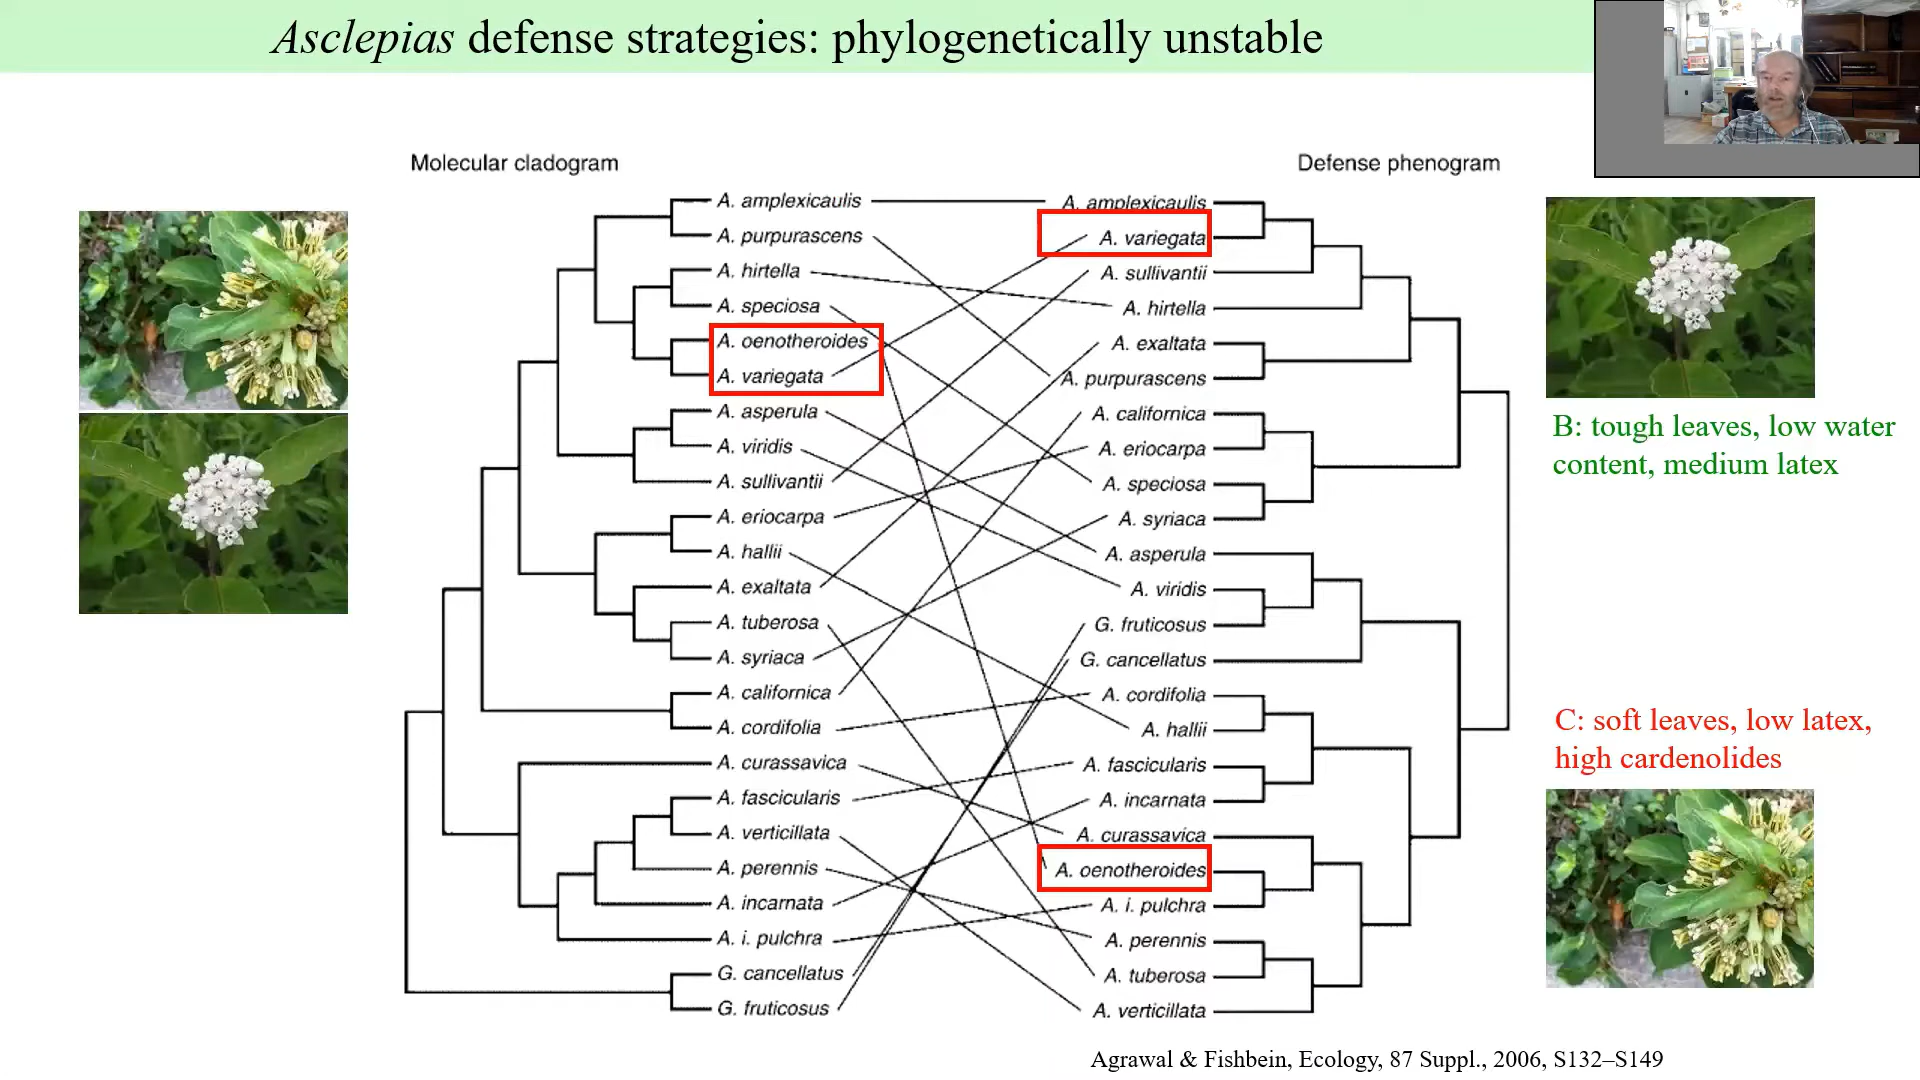 Asclepias defense strategies: phylogenetically unstable
Molecular cladogram
A. amplexicaulis
A. purpurascens
A. hirtella
A. speciosa
A. oenotheroides
A. variegata
A. asperula
A. viridis
A. sullivantii
A. eriocarpa
A. hallii
A. exaltata
A. tuberosa
A. syriaca
A. californica
A. cordifolia
A. curassavica
A. fascicularis
A. verticillata
A. perennis
A. incarnata
A. i. pulchra
G. cancellatus
G. fruticosus
Defense phenogram
A. amplexicaulis
A. variegata
A. sullivantii
A. hirtella
A. exaltata
A. purpurascens
A. californica
A. eriocarpa
A. speciosa
A. syriaca
A. asperula
A. viridis
G. fruticosus
G. cancellatus
A. cordifolia
A. hallii
A. fascicularis
A. incarnata
A. curassavica
A. oenotheroides
A. i. pulchra
A. perennis
A. tuberosa
A. verticillata
B: tough leaves, low water
content, medium latex
C: soft leaves, low latex,
high cardenolides
Agrawal & Fishbein, Ecology, 87 Suppl., 2006, S132–S149